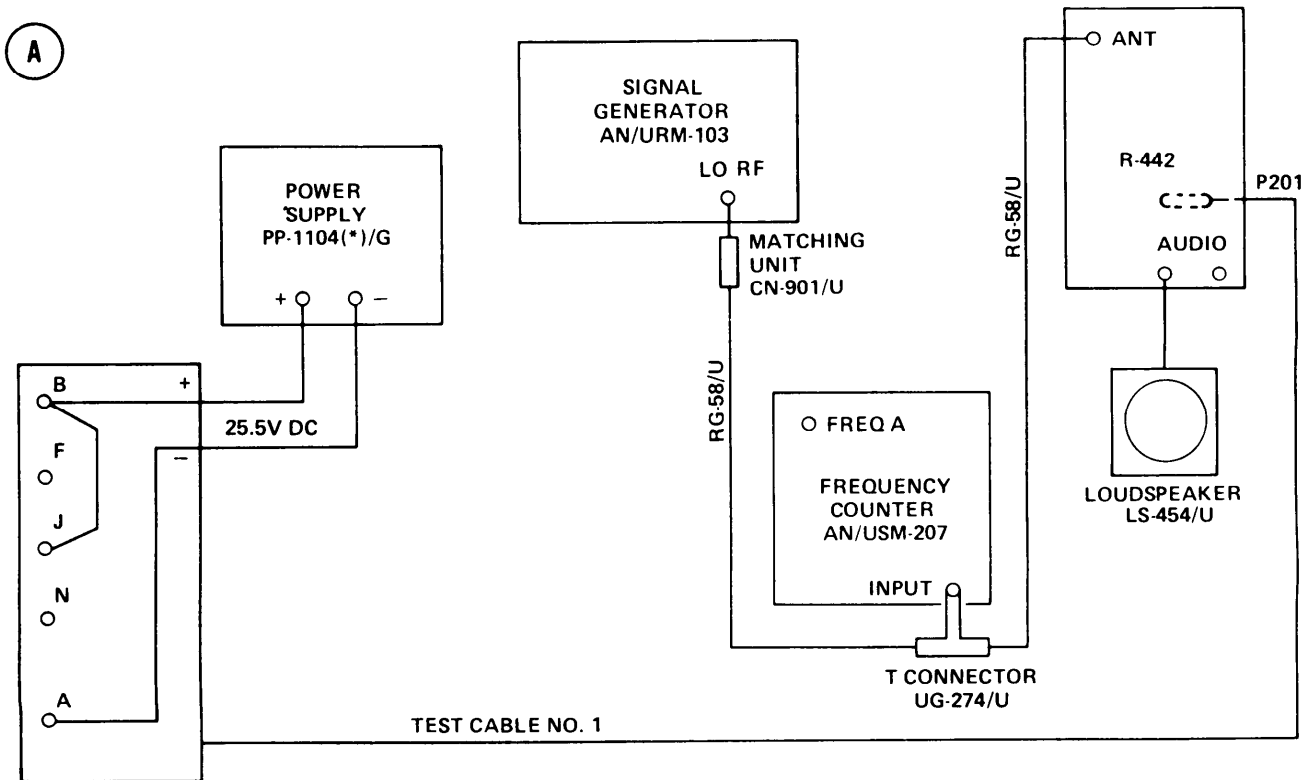 A
POWER
SUPPLY
PP-1104(*)/G
+
−
SIGNAL
GENERATOR
AN/URM-103
LO RF
MATCHING
UNIT
CN-901/U
RG-58/U
RG-58/U
ANT
R-442
P201
AUDIO
LOUDSPEAKER
LS-454/U
FREQ A
FREQUENCY
COUNTER
AN/USM-207
INPUT
T CONNECTOR
UG-274/U
B
+
25.5V DC
−
F
J
N
A
TEST CABLE NO. 1